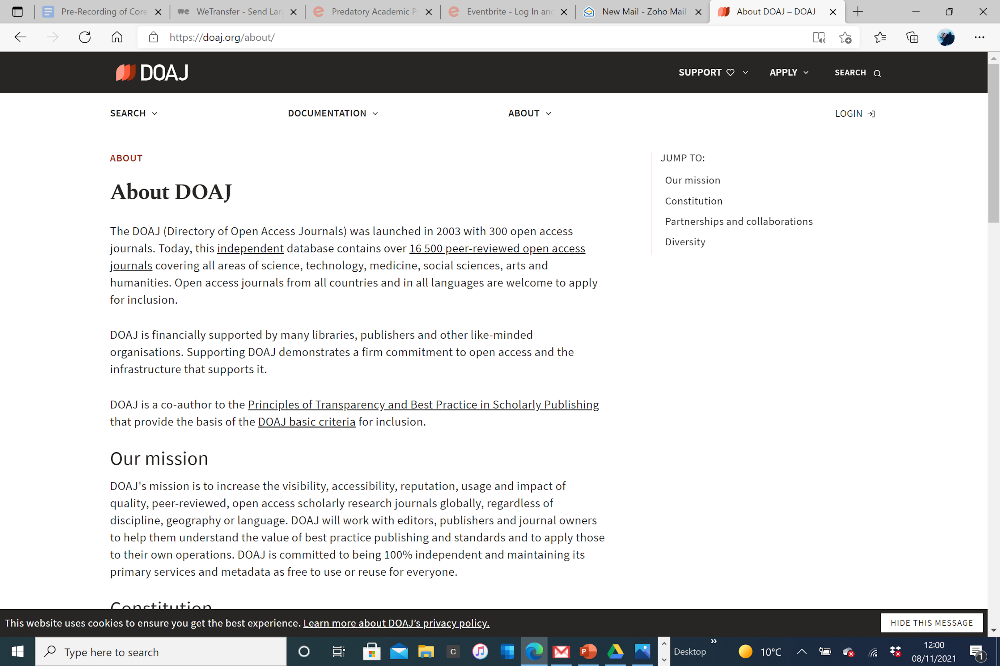 Pre-Recording of Core
WeTransfer - Send Larg
Predatory Academic Pr
Eventbrite - Log In and
New Mail - Zoho Mail
About DOAJ – DOAJ
https://doaj.org/about/
DOAJ
SUPPORT
APPLY
SEARCH
SEARCH
DOCUMENTATION
ABOUT
LOGIN
ABOUT
About DOAJ
The DOAJ (Directory of Open Access Journals) was launched in 2003 with 300 open access
journals. Today, this independent database contains over 16 500 peer-reviewed open access
journals covering all areas of science, technology, medicine, social sciences, arts and
humanities. Open access journals from all countries and in all languages are welcome to apply
for inclusion.
DOAJ is financially supported by many libraries, publishers and other like-minded
organisations. Supporting DOAJ demonstrates a firm commitment to open access and the
infrastructure that supports it.
DOAJ is a co-author to the Principles of Transparency and Best Practice in Scholarly Publishing
that provide the basis of the DOAJ basic criteria for inclusion.
Our mission
DOAJ's mission is to increase the visibility, accessibility, reputation, usage and impact of
quality, peer-reviewed, open access scholarly research journals globally, regardless of
discipline, geography or language. DOAJ will work with editors, publishers and journal owners
to help them understand the value of best practice publishing and standards and to apply those
to their own operations. DOAJ is committed to being 100% independent and maintaining its
primary services and metadata as free to use or reuse for everyone.
Constitution
JUMP TO:
Our mission
Constitution
Partnerships and collaborations
Diversity
This website uses cookies to ensure you get the best experience. Learn more about DOAJ’s privacy policy.
HIDE THIS MESSAGE
Type here to search
Desktop
10°C
12:00
08/11/2021
1